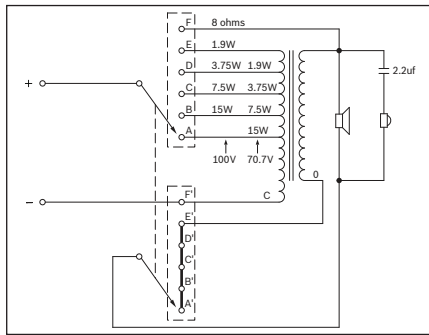 F 8 ohms
E 1.9W
D 3.75W 1.9W
C 7.5W 3.75W
B 15W 7.5W
A 15W
100V 70.7V
2.2uf
+
−
C
0
F'
E'
D'
C'
B'
A'